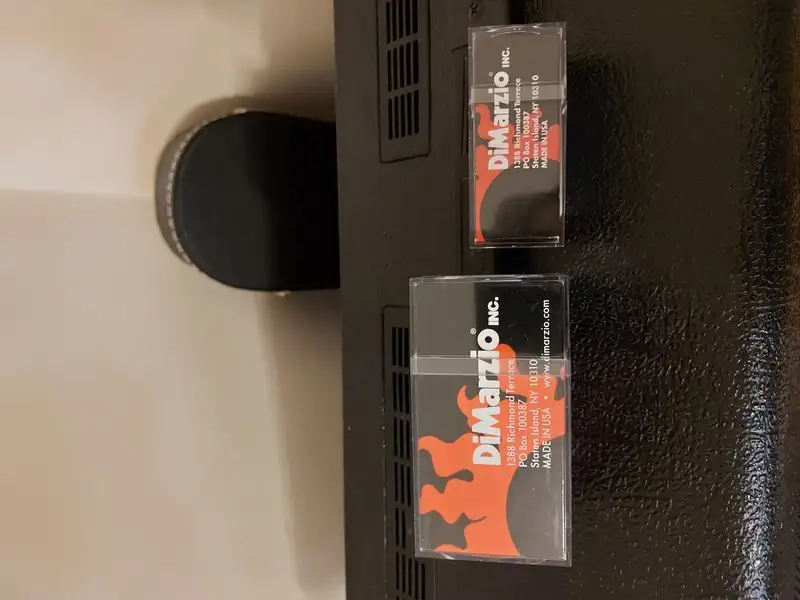 DiMarzio® INC.
1388 Richmond Terrace
PO Box 100387
Staten Island, NY 10310
MADE IN USA
DiMarzio® INC.
1388 Richmond Terrace
PO Box 100387
Staten Island, NY 10310
MADE IN USA • www.dimarzio.com